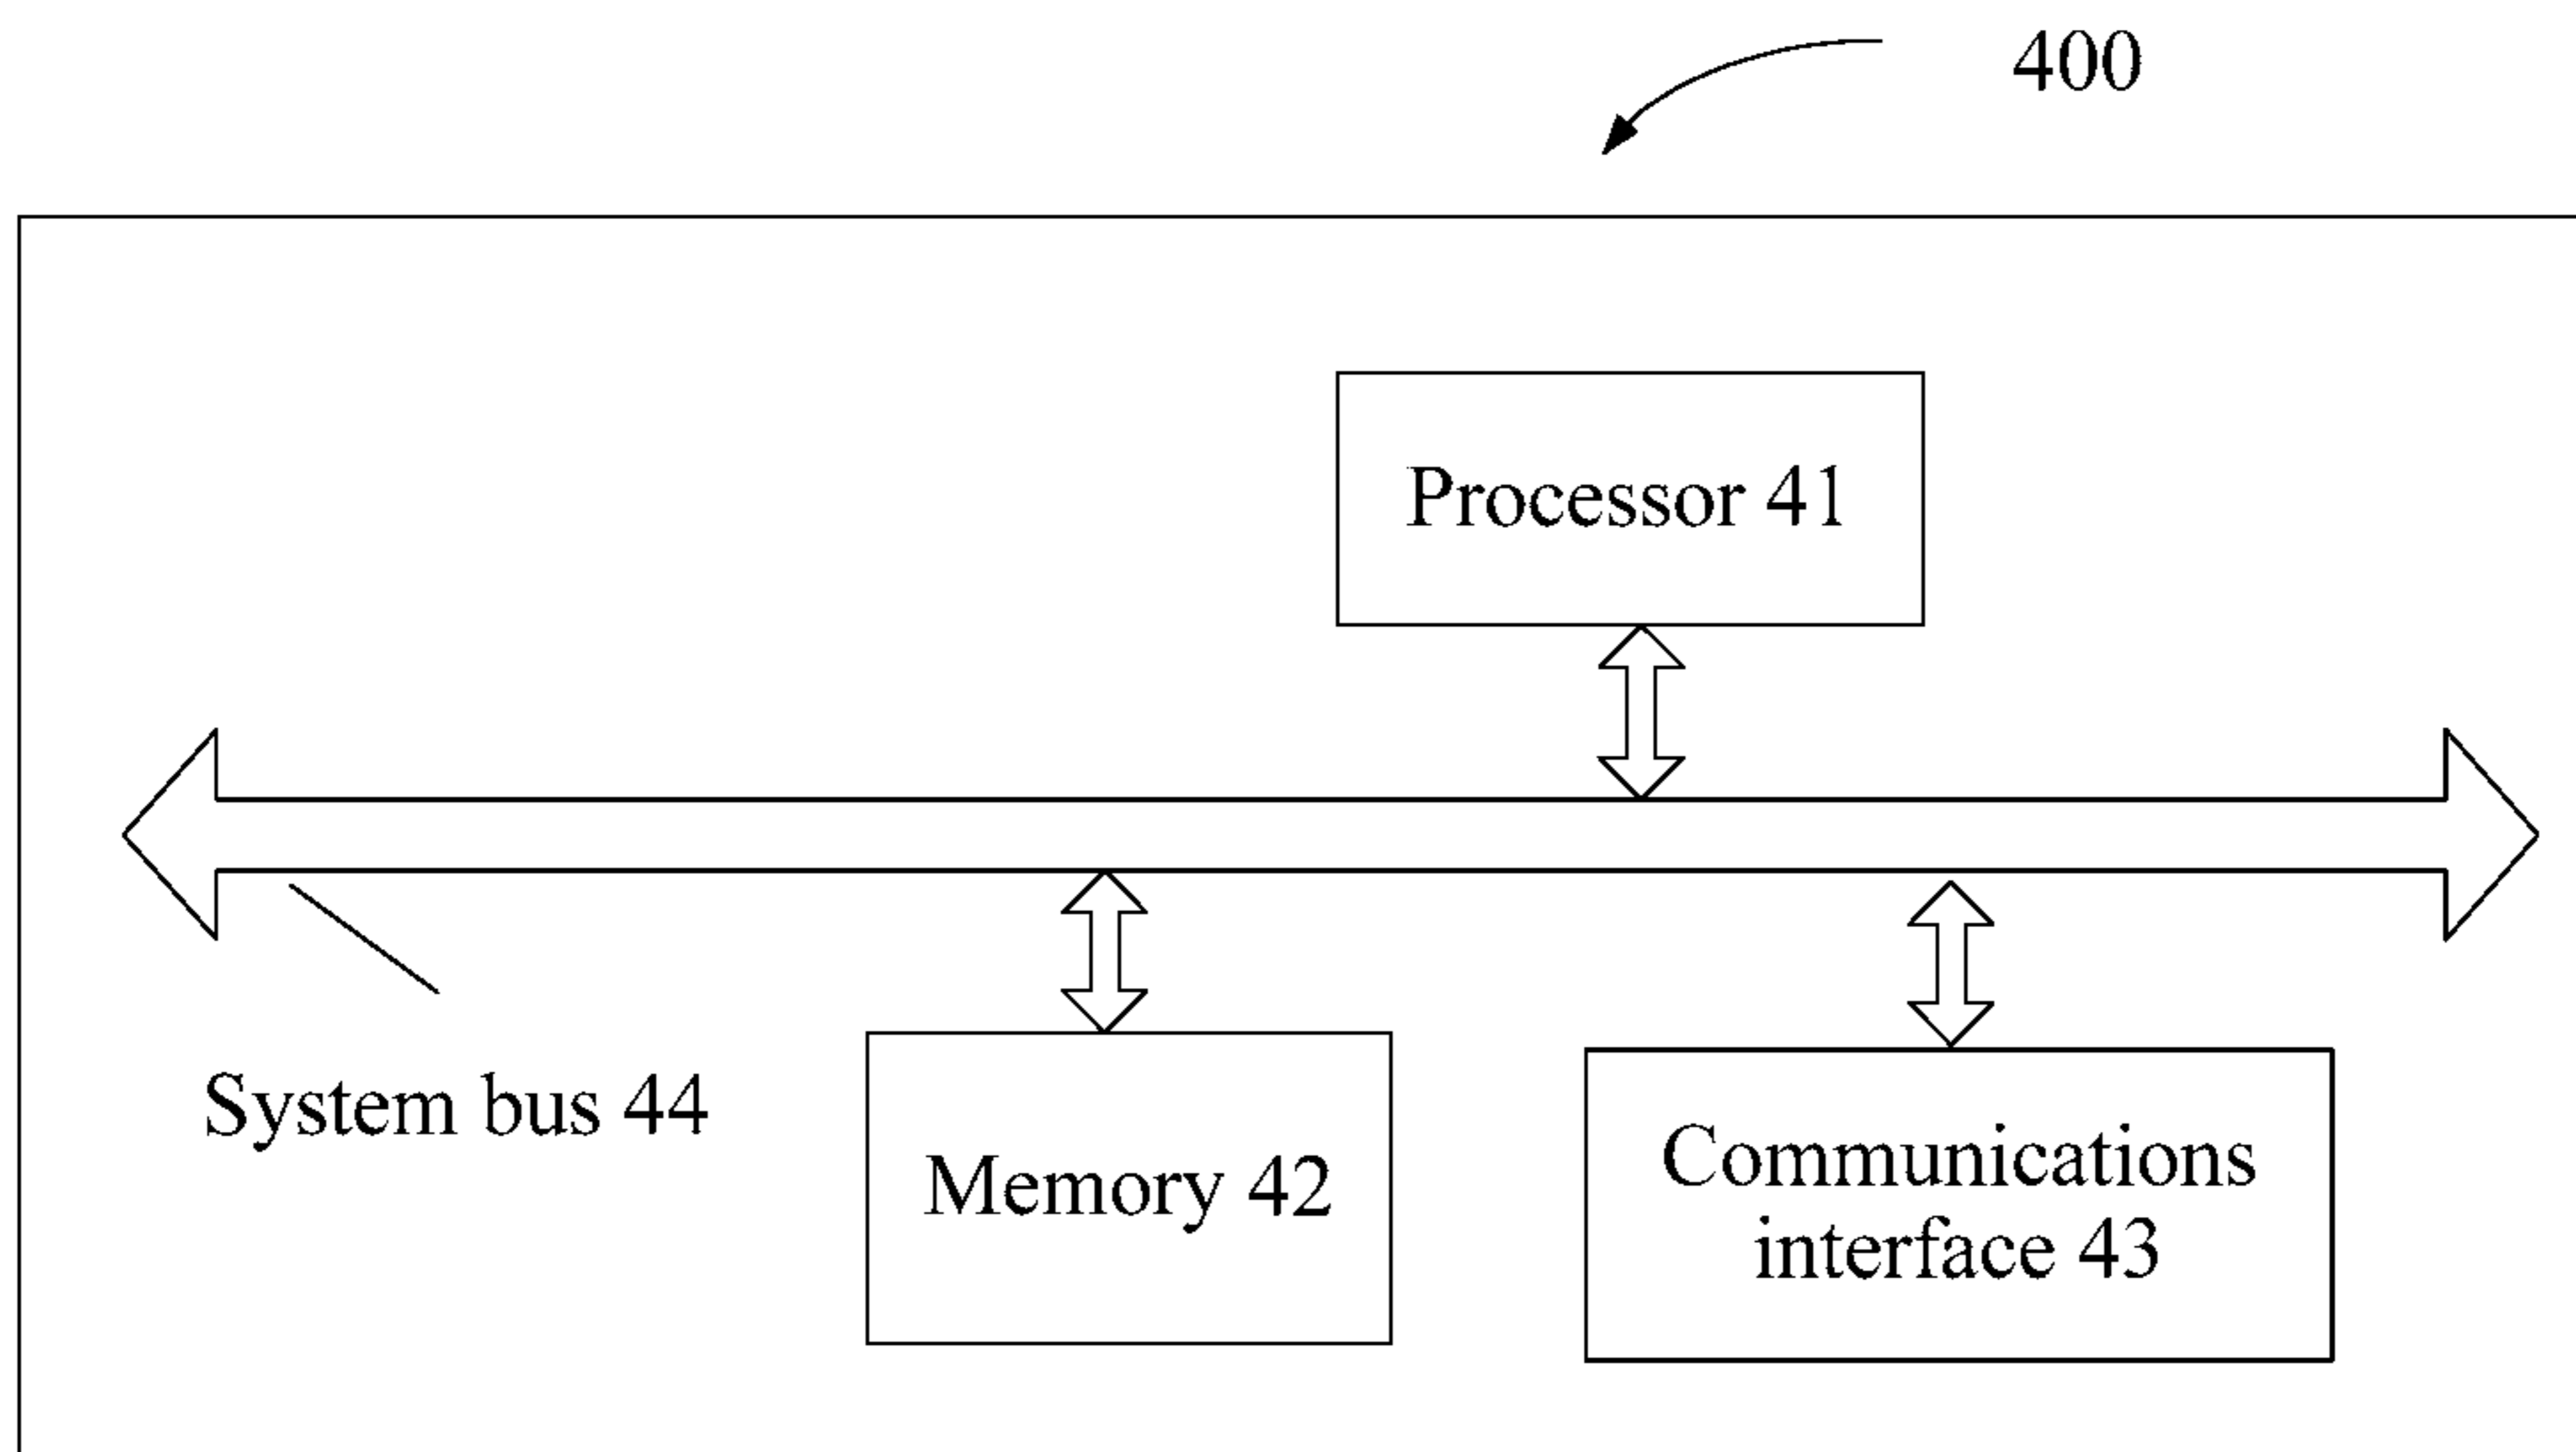 400
Processor 41
System bus 44
Memory 42
Communications
interface 43